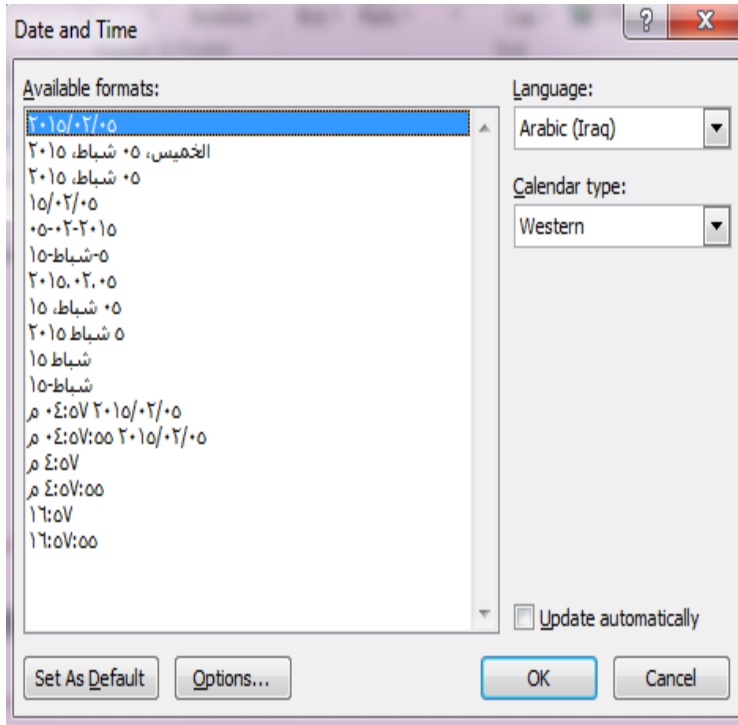 Date and Time
Available formats:
٢٠١٥/٠٢/٠٥
الخميس، ٠٥ شباط، ٢٠١٥
٠٥ شباط، ٢٠١٥
١٥/٠٢/٠٥
٠٥-٠٢-٢٠١٥
٥-شباط-١٥
٢٠١٥.٠٢.٠٥
٠٥ شباط، ١٥
٥ شباط ٢٠١٥
شباط ١٥
شباط-١٥
٢٠١٥/٠٢/٠٥ ٠٤:٥٧ م
٢٠١٥/٠٢/٠٥ ٠٤:٥٧:٥٥ م
٤:٥٧ م
٤:٥٧:٥٥ م
١٦:٥٧
١٦:٥٧:٥٥
Language:
Arabic (Iraq)
Calendar type:
Western
Update automatically
Set As Default
Options...
OK
Cancel